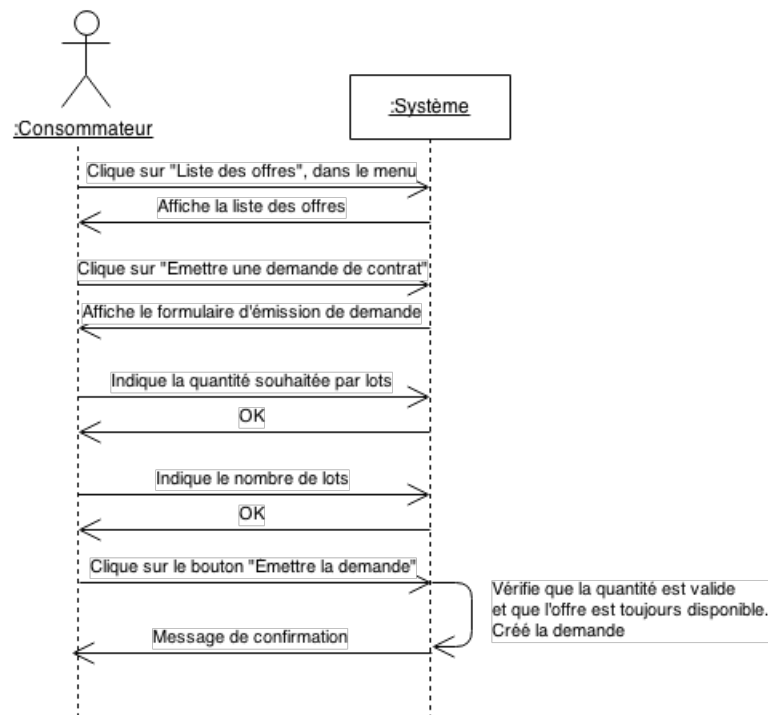 :Consommateur
:Système
Clique sur "Liste des offres", dans le menu
Affiche la liste des offres
Clique sur "Emettre une demande de contrat"
Affiche le formulaire d'émission de demande
Indique la quantité souhaitée par lots
OK
Indique le nombre de lots
OK
Clique sur le bouton "Emettre la demande"
Vérifie que la quantité est valide
et que l'offre est toujours disponible.
Créé la demande
Message de confirmation